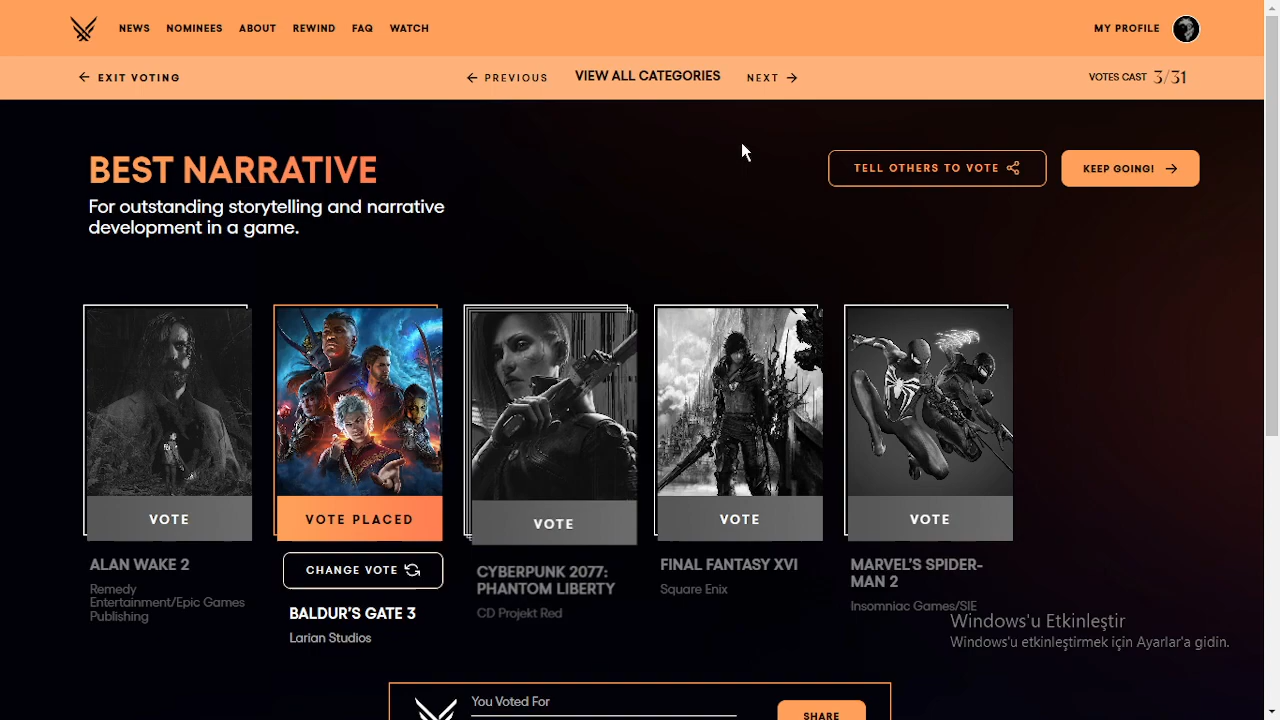 NEWS NOMINEES ABOUT REWIND FAQ WATCH MY PROFILE
EXIT VOTING PREVIOUS VIEW ALL CATEGORIES NEXT VOTES CAST 3/31
BEST NARRATIVE
For outstanding storytelling and narrative
development in a game.
TELL OTHERS TO VOTE
KEEP GOING!
VOTE
ALAN WAKE 2
Remedy
Entertainment/Epic Games
Publishing
VOTE PLACED
CHANGE VOTE
BALDUR'S GATE 3
Larian Studios
VOTE
CYBERPUNK 2077:
PHANTOM LIBERTY
CD Projekt Red
VOTE
FINAL FANTASY XVI
Square Enix
VOTE
MARVEL'S SPIDER-
MAN 2
Insomniac Games/SIE
Windows'u Etkinleştir
Windows'u etkinleştirmek için Ayarlar'a gidin.
You Voted For
SHARE